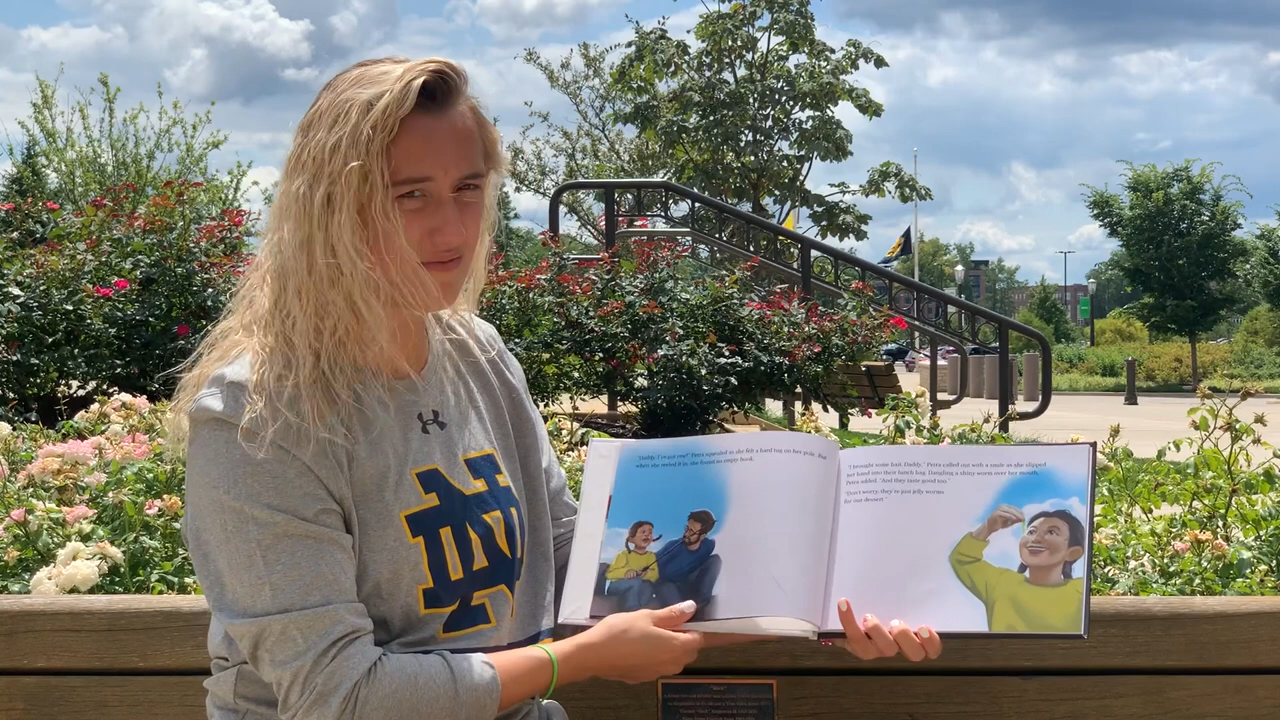 ND
"Daddy, I've got one!" Petra squealed as she felt a hard tug on her pole. But
when she reeled it in, she found an empty hook.
"I brought some bait, Daddy," Petra called out with a smile as she slipped
her hand into their lunch bag. Dangling a shiny worm over her mouth,
Petra added, "And they taste good too."
"Don't worry, they're just jelly worms
for our dessert."